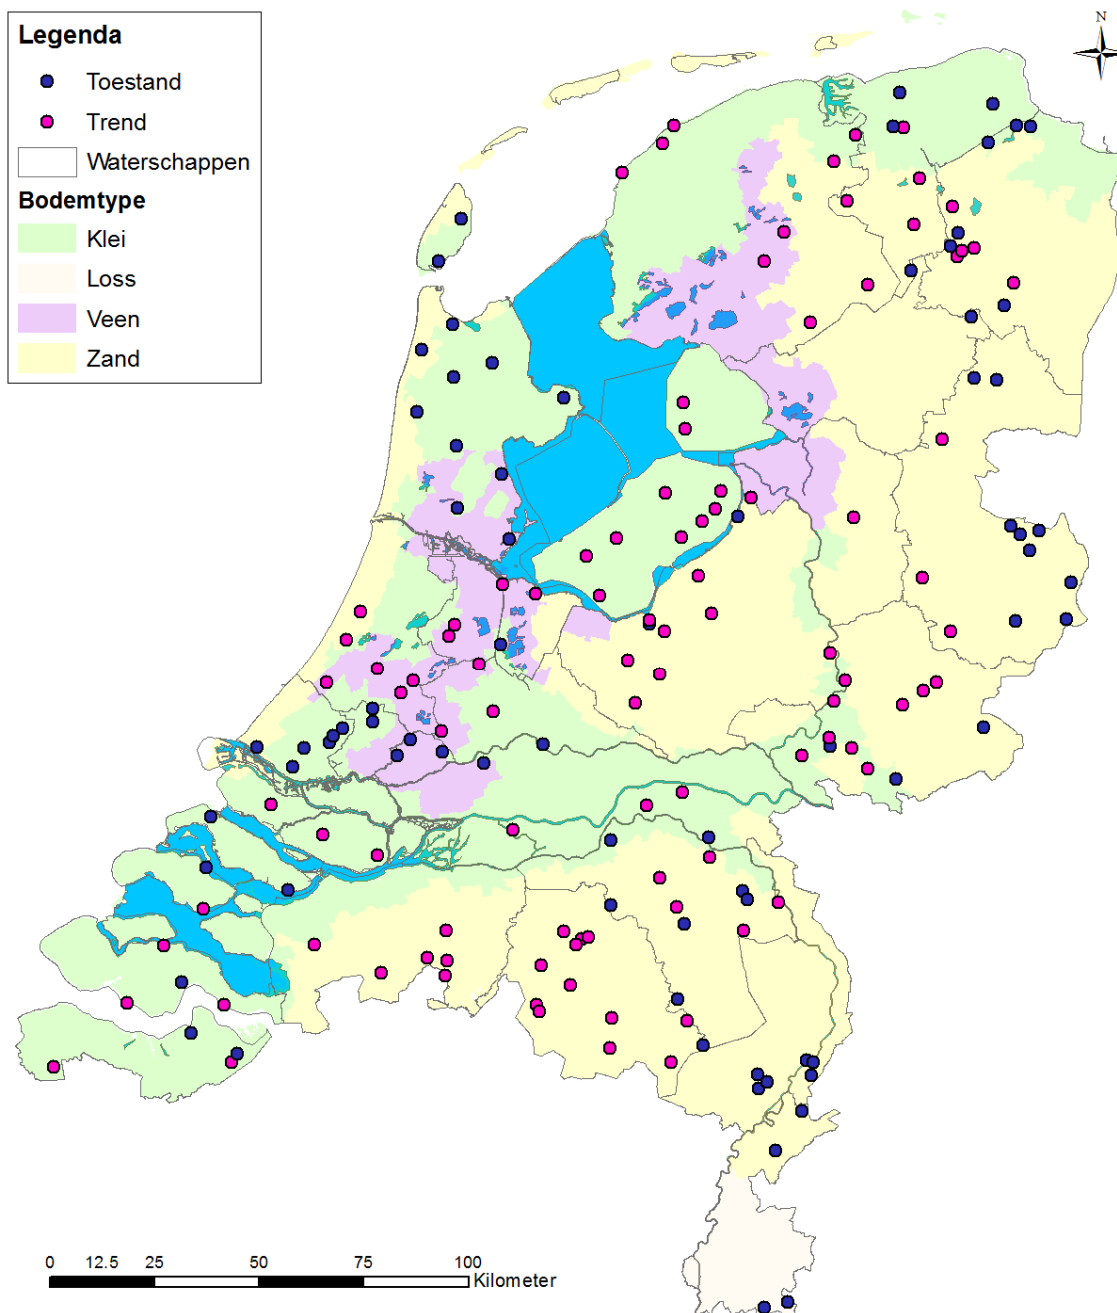 N
Legenda
Toestand
Trend
Waterschappen
Bodemtype
Klei
Loss
Veen
Zand
0 12.5 25 50 75 100
Kilometer